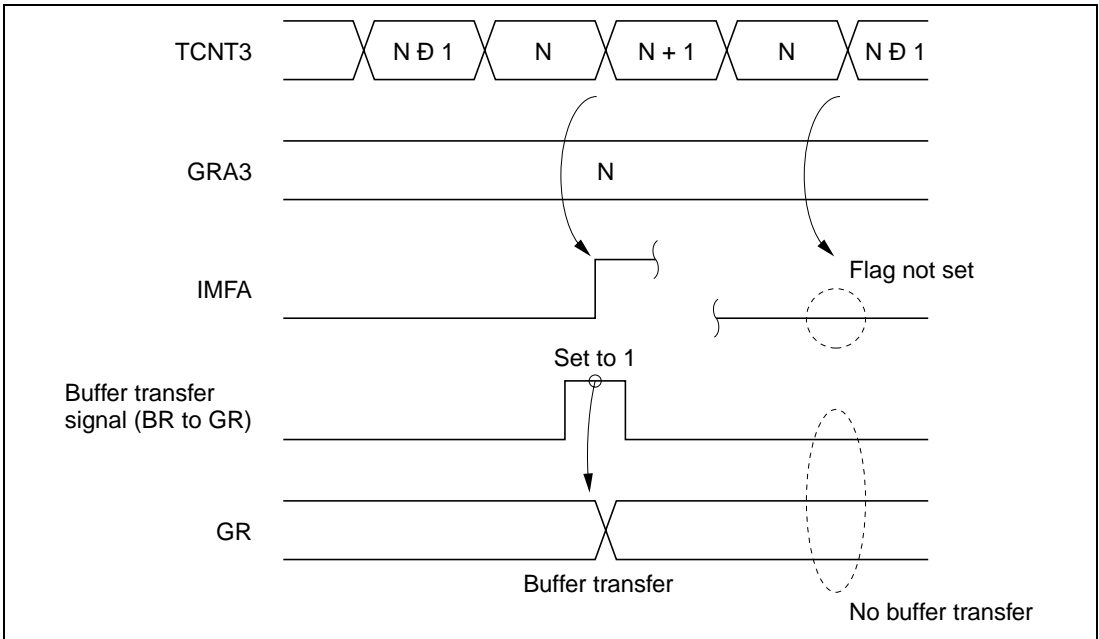 TCNT3 N Ð 1 N N + 1 N N Ð 1
GRA3 N
IMFA
Flag not set
Set to 1
Buffer transfer
signal (BR to GR)
GR
Buffer transfer
No buffer transfer